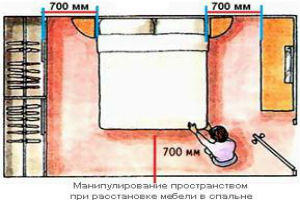 700 мм 700 мм
700 мм
Манипулирование пространством
при расстановке мебели в спальне